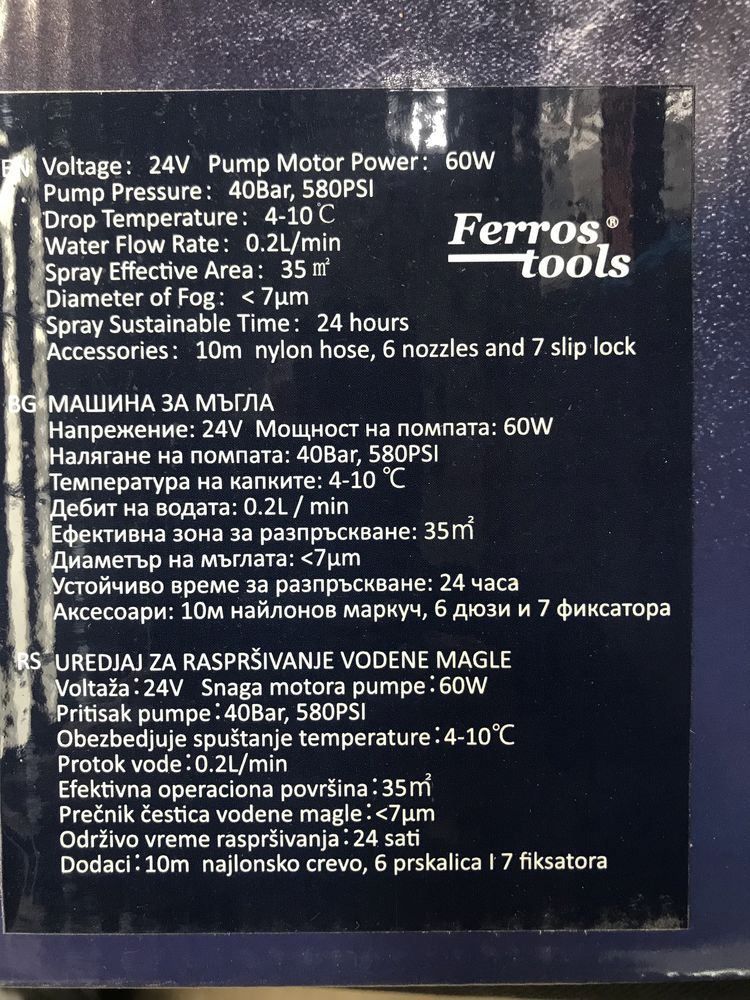 EN Voltage: 24V Pump Motor Power: 60W
Pump Pressure: 40Bar, 580PSI
Drop Temperature: 4-10℃
Water Flow Rate: 0.2L/min
Spray Effective Area: 35㎡
Diameter of Fog: <7μm
Spray Sustainable Time: 24 hours
Accessories: 10m nylon hose, 6 nozzles and 7 slip lock
Ferros®
tools
BG МАШИНА ЗА МЪГЛА
Напрежение: 24V Мощност на помпата: 60W
Налягане на помпата: 40Bar, 580PSI
Температура на капките: 4-10 ℃
Дебит на водата: 0.2L / min
Ефективна зона за разпръскване: 35㎡
Диаметър на мъглата: <7μm
Устойчиво време за разпръскване: 24 часа
Аксесоари: 10м найлонов маркуч, 6 дюзи и 7 фиксатора
RS UREDJAJ ZA RASPRŠIVANJE VODENE MAGLE
Voltaža:24V Snaga motora pumpe:60W
Pritisak pumpe:40Bar, 580PSI
Obezbedjuje spuštanje temperature:4-10℃
Protok vode:0.2L/min
Efektivna operaciona površina:35㎡
Prečnik čestica vodene magle:<7μm
Održivo vreme raspršivanja:24 sati
Dodaci:10m najlonsko crevo, 6 prskalica I 7 fiksatora